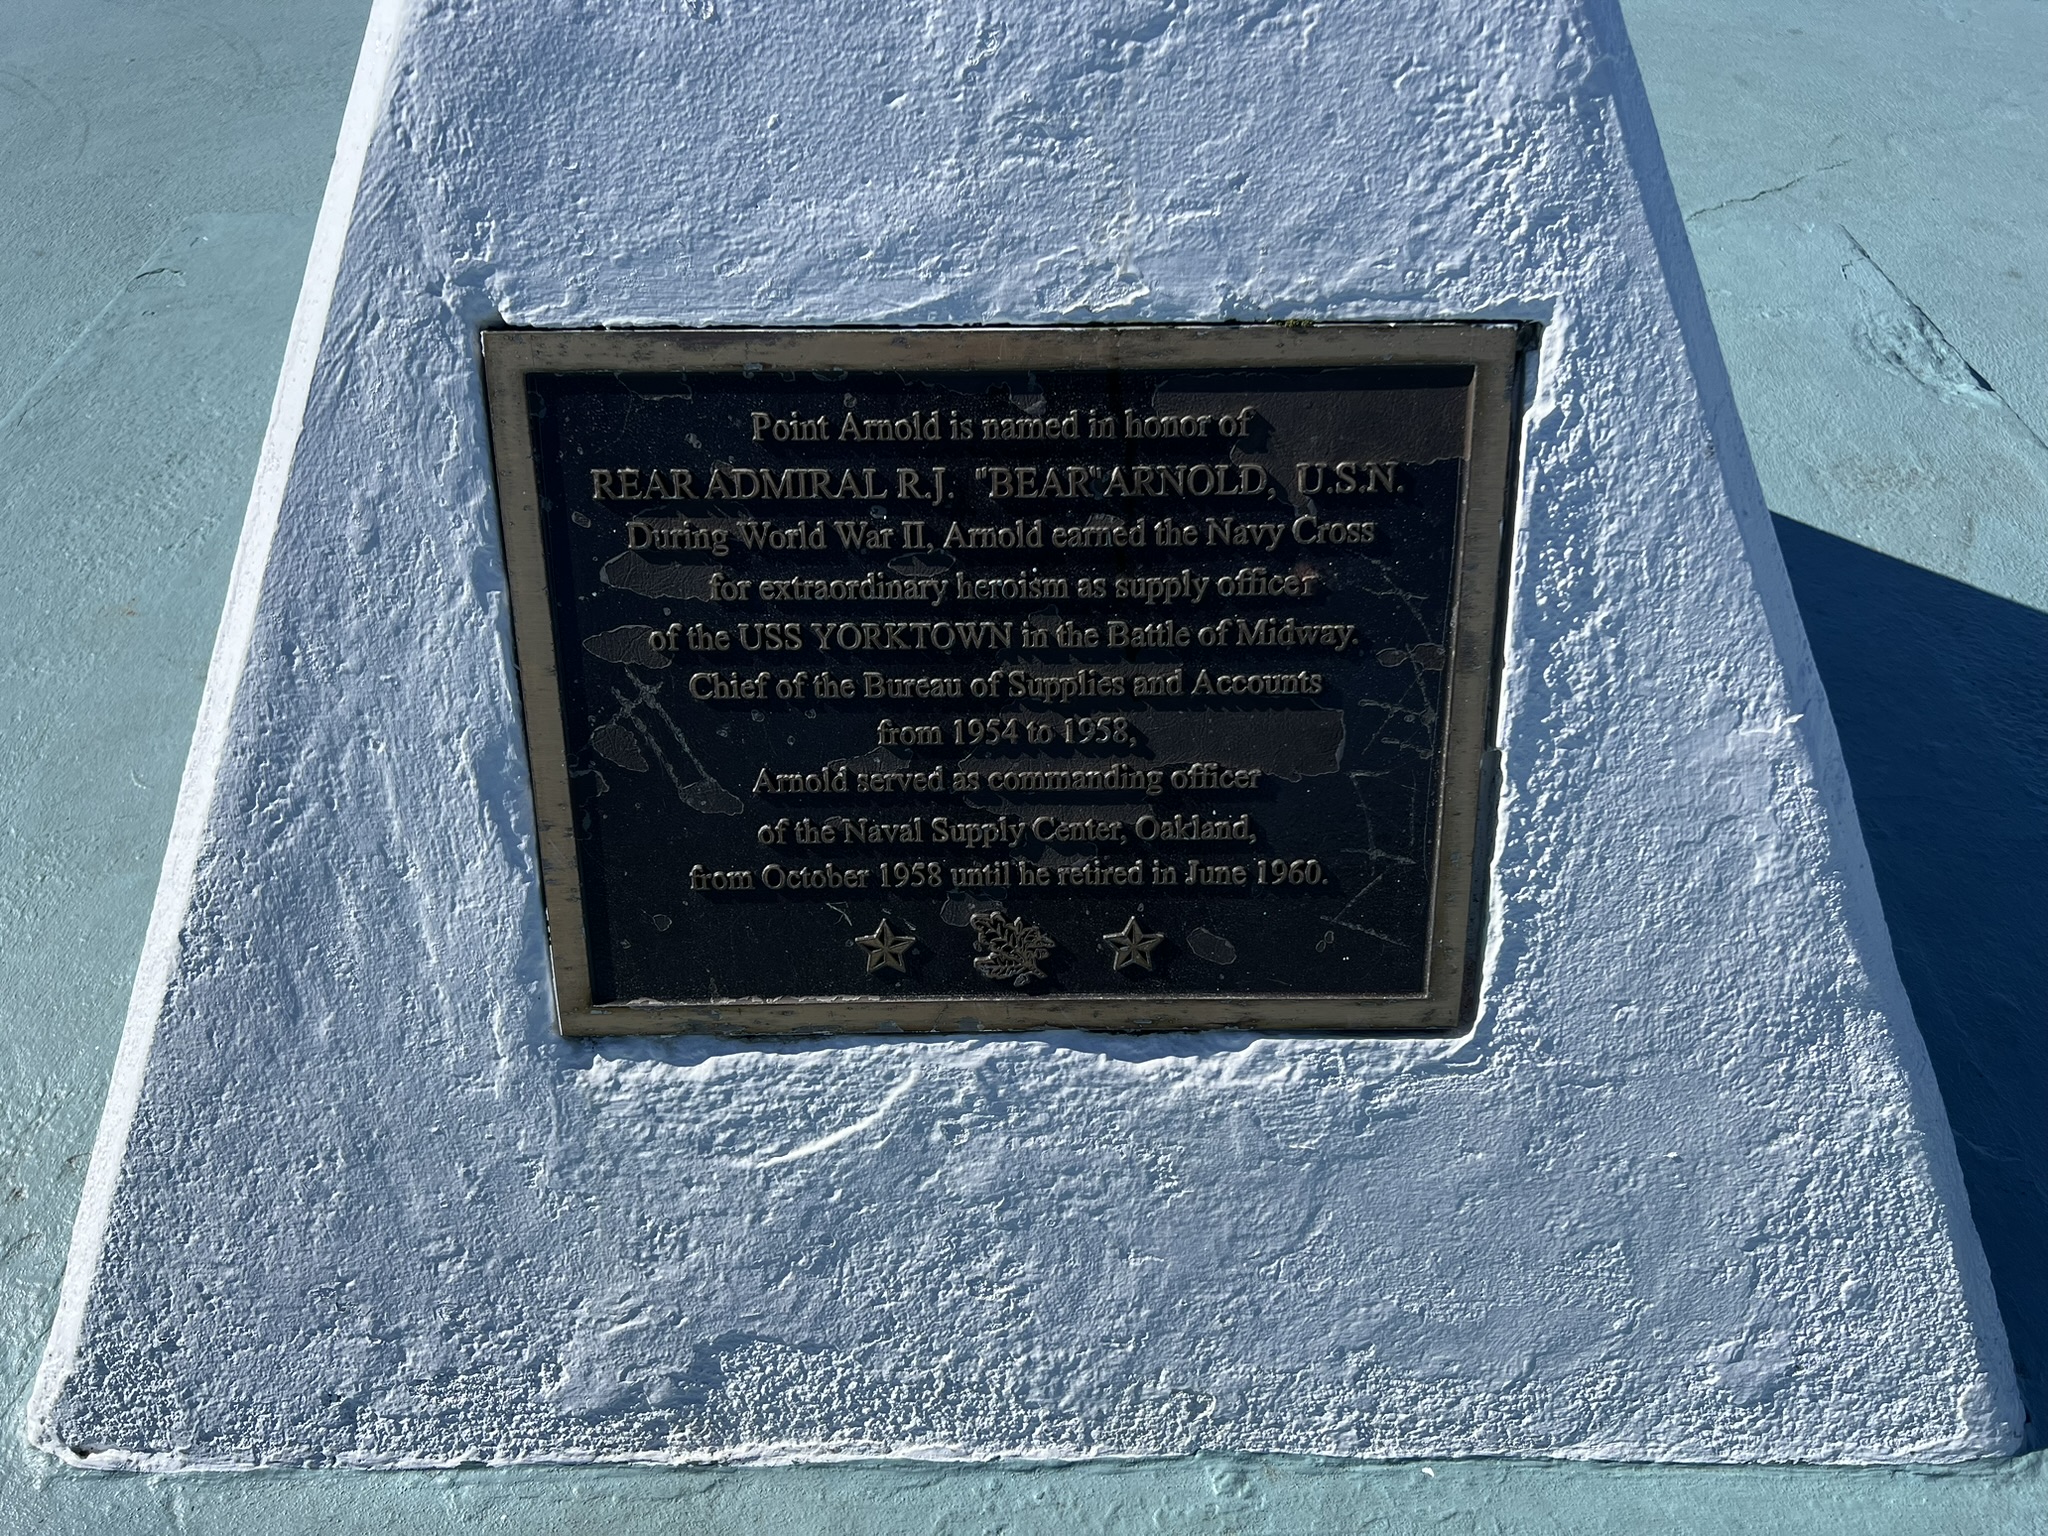 Point Arnold is named in honor of
REAR ADMIRAL R.J. "BEAR" ARNOLD, U.S.N.
During World War II, Arnold earned the Navy Cross
for extraordinary heroism as supply officer
of the USS YORKTOWN in the Battle of Midway.
Chief of the Bureau of Supplies and Accounts
from 1954 to 1958,
Arnold served as commanding officer
of the Naval Supply Center, Oakland,
from October 1958 until he retired in June 1960.